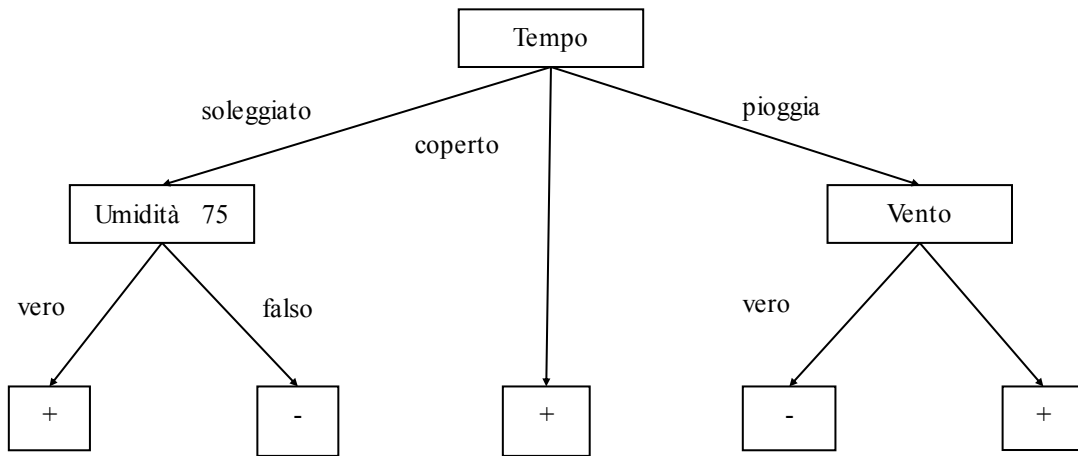 Tempo
soleggiato
pioggia
coperto
Umidità 75
Vento
vero
falso
vero
+
-
+
-
+